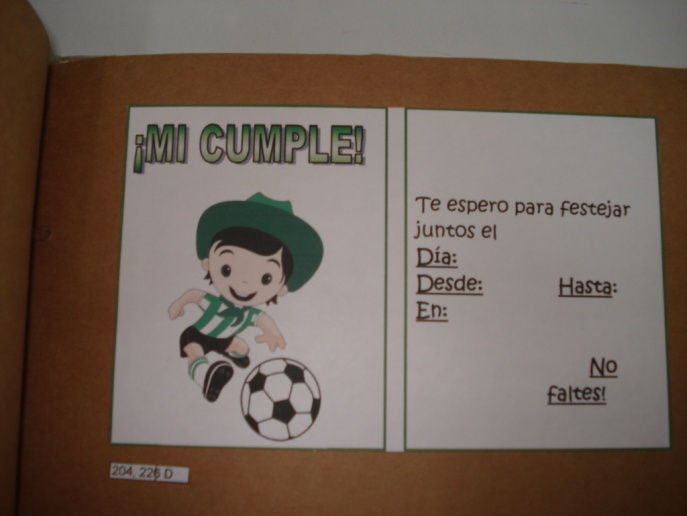 ¡MI CUMPLE!
Te espero para festejar
juntos el
Día:
Desde: Hasta:
En:
No
faltes!
204, 226 D